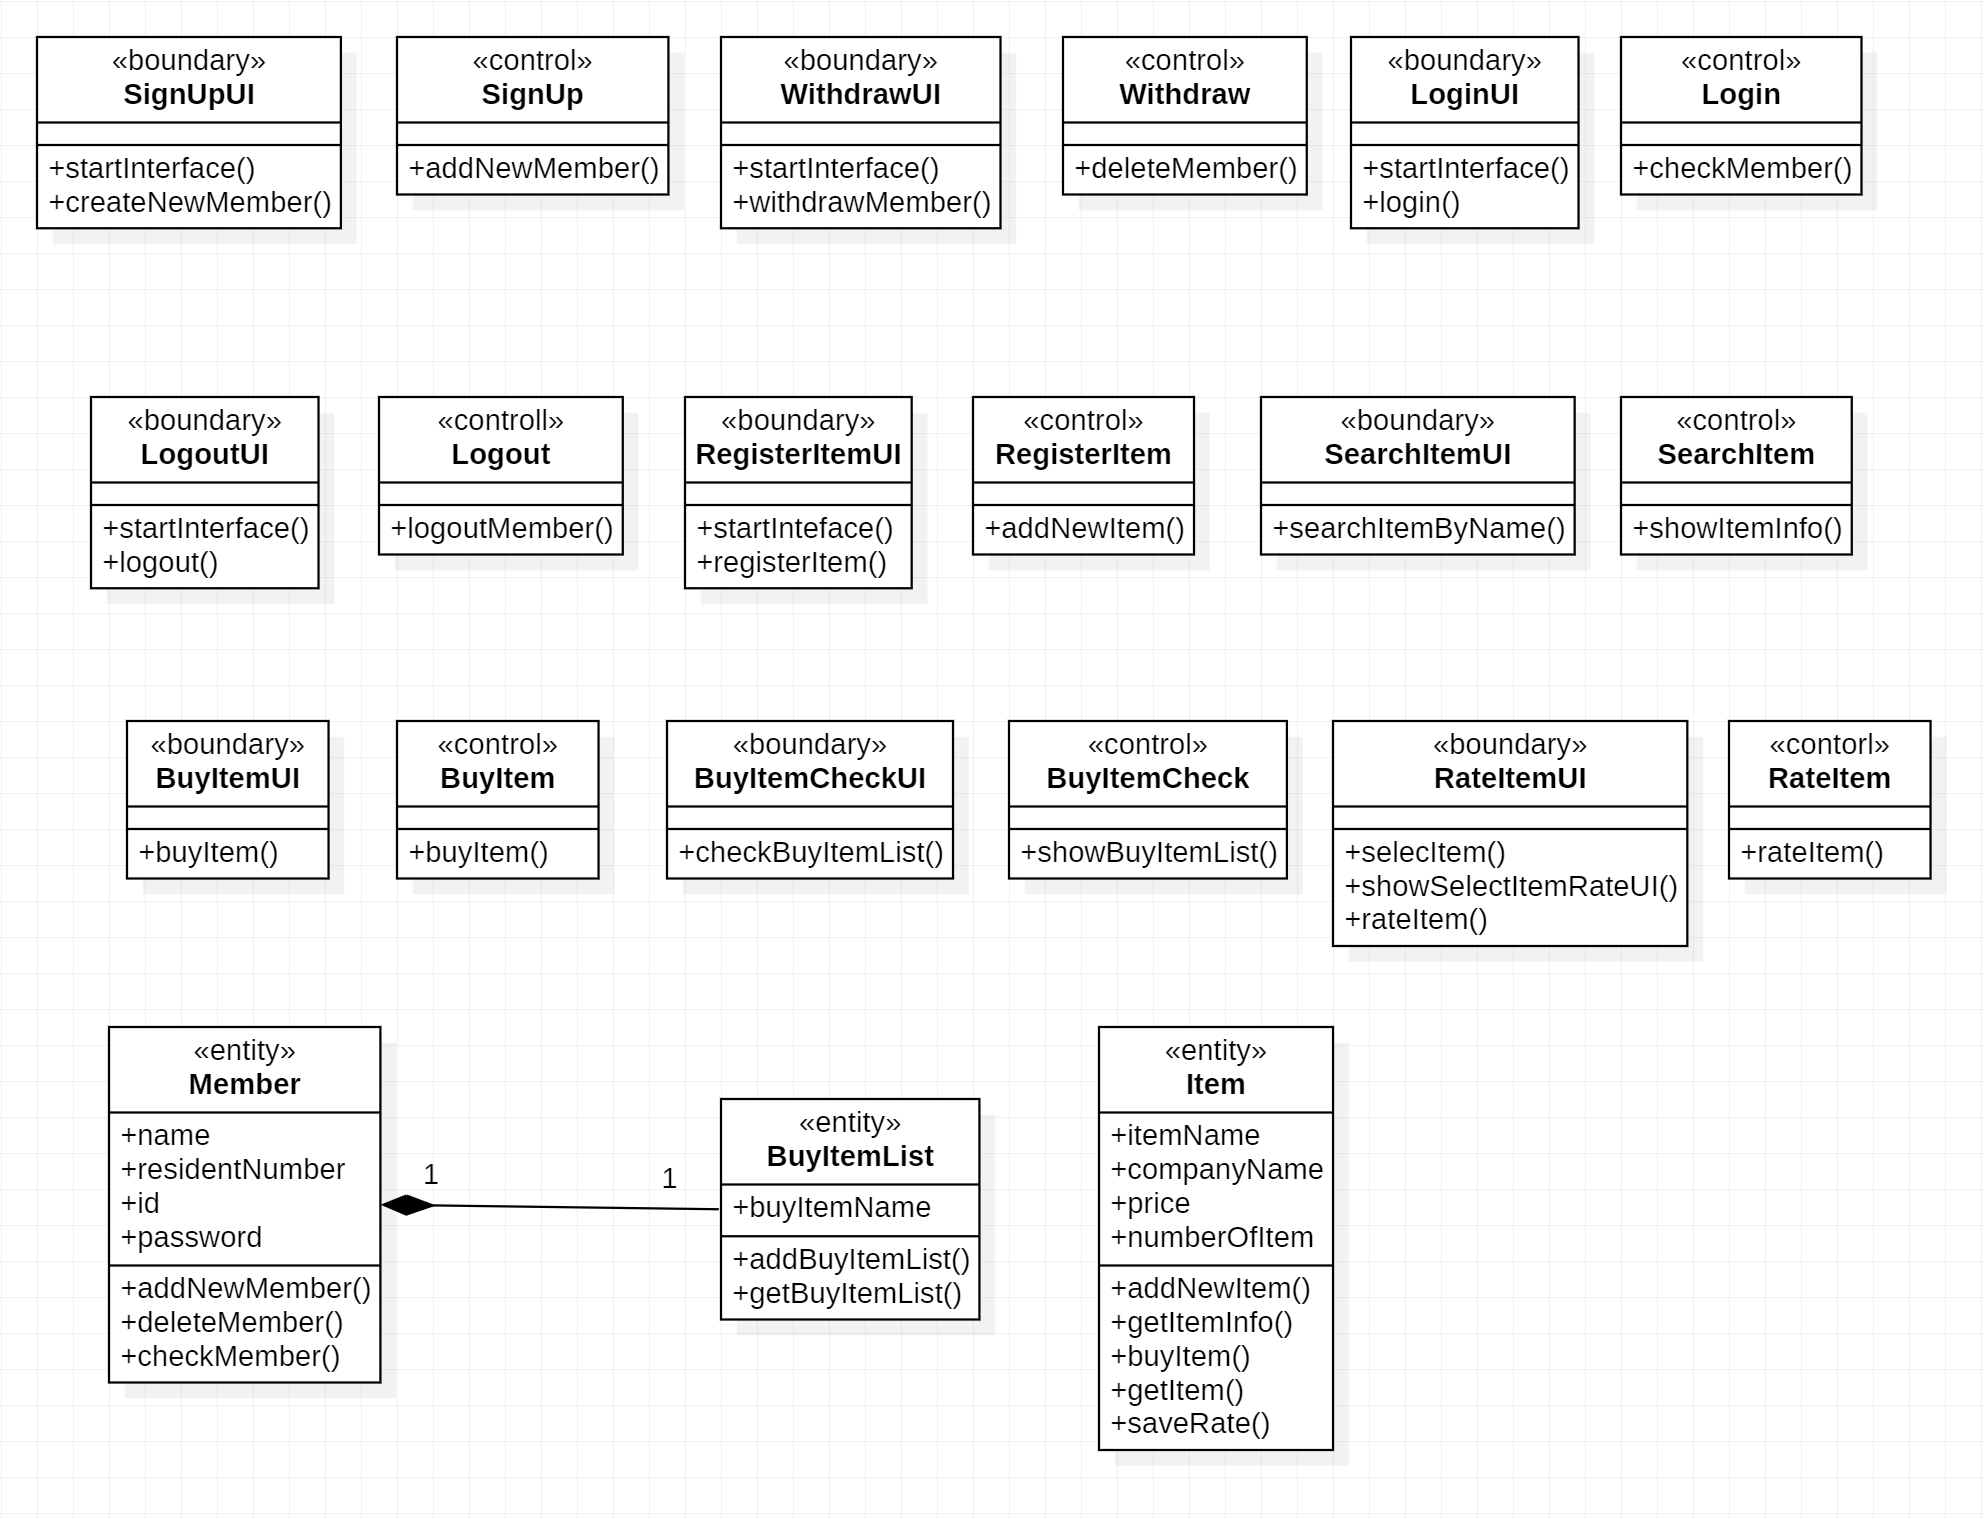 «boundary»
SignUpUI
+startInterface()
+createNewMember()
«control»
SignUp
+addNewMember()
«boundary»
WithdrawUI
+startInterface()
+withdrawMember()
«control»
Withdraw
+deleteMember()
«boundary»
LoginUI
+startInterface()
+login()
«control»
Login
+checkMember()
«boundary»
LogoutUI
+startInterface()
+logout()
«controll»
Logout
+logoutMember()
«boundary»
RegisterItemUI
+startInteface()
+registerItem()
«control»
RegisterItem
+addNewItem()
«boundary»
SearchItemUI
+searchItemByName()
«control»
SearchItem
+showItemInfo()
«boundary»
BuyItemUI
+buyItem()
«control»
BuyItem
+buyItem()
«boundary»
BuyItemCheckUI
+checkBuyItemList()
«control»
BuyItemCheck
+showBuyItemList()
«boundary»
RateItemUI
+selecItem()
+showSelectItemRateUI()
+rateItem()
«contorl»
RateItem
+rateItem()
«entity»
Member
+name
+residentNumber
+id
+password
+addNewMember()
+deleteMember()
+checkMember()
1
1
«entity»
BuyItemList
+buyItemName
+addBuyItemList()
+getBuyItemList()
«entity»
Item
+itemName
+companyName
+price
+numberOfItem
+addNewItem()
+getItemInfo()
+buyItem()
+getItem()
+saveRate()